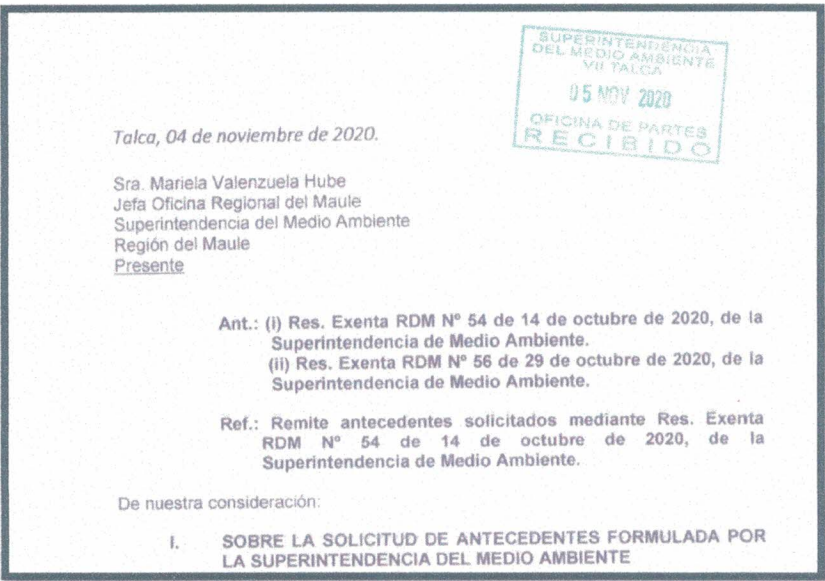 SUPERINTENDENCIA
DEL MEDIO AMBIENTE
VII TALCA
05 NOV 2020
OFICINA DE PARTES
RECIBIDO
Talca, 04 de noviembre de 2020.
Sra. Mariela Valenzuela Hube
Jefa Oficina Regional del Maule
Superintendencia del Medio Ambiente
Región del Maule
Presente
Ant.: (i) Res. Exenta RDM Nº 54 de 14 de octubre de 2020, de la
Superintendencia de Medio Ambiente.
(ii) Res. Exenta RDM Nº 56 de 29 de octubre de 2020, de la
Superintendencia de Medio Ambiente.
Ref.: Remite antecedentes solicitados mediante Res. Exenta
RDM Nº 54 de 14 de octubre de 2020, de la
Superintendencia de Medio Ambiente.
De nuestra consideración:
I. SOBRE LA SOLICITUD DE ANTECEDENTES FORMULADA POR
LA SUPERINTENDENCIA DEL MEDIO AMBIENTE